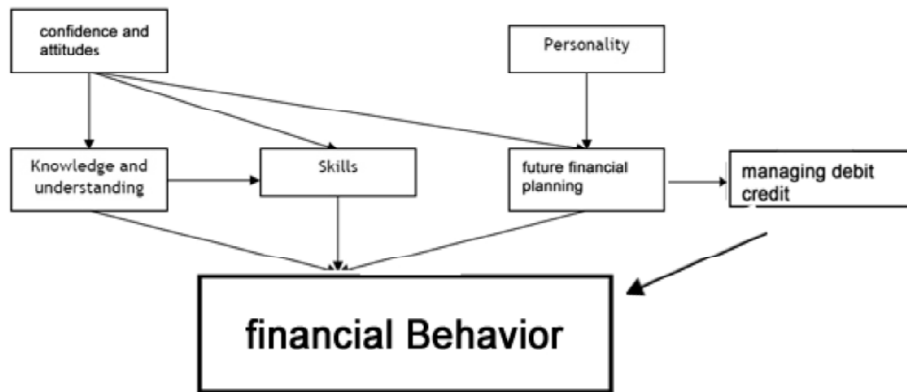 confidence and
attitudes
Personality
Knowledge and
understanding
Skills
future financial
planning
managing debit
credit
financial Behavior